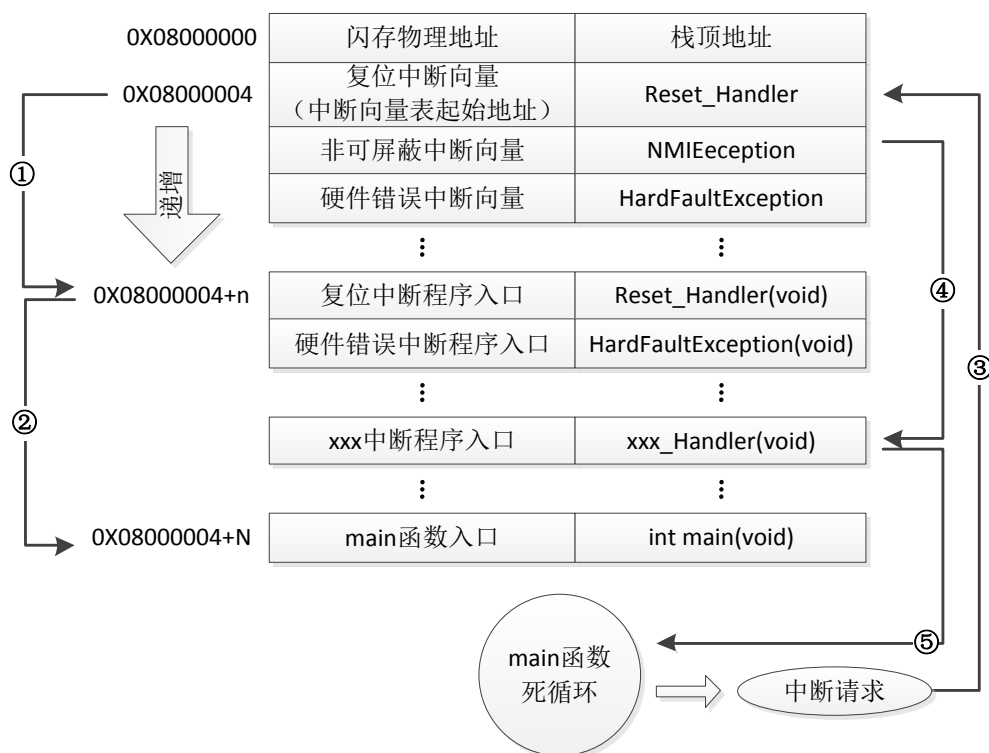 0X08000000 闪存物理地址 栈顶地址
0X08000004 复位中断向量 Reset_Handler
（中断向量表起始地址）
非可屏蔽中断向量 NMIEeception
①
递增
硬件错误中断向量 HardFaultException
⋮ ⋮
0X08000004+n 复位中断程序入口 Reset_Handler(void)
④
硬件错误中断程序入口 HardFaultException(void)
③
⋮ ⋮
②
xxx中断程序入口 xxx_Handler(void)
⋮ ⋮
0X08000004+N main函数入口 int main(void)
⑤
main函数
死循环
中断请求